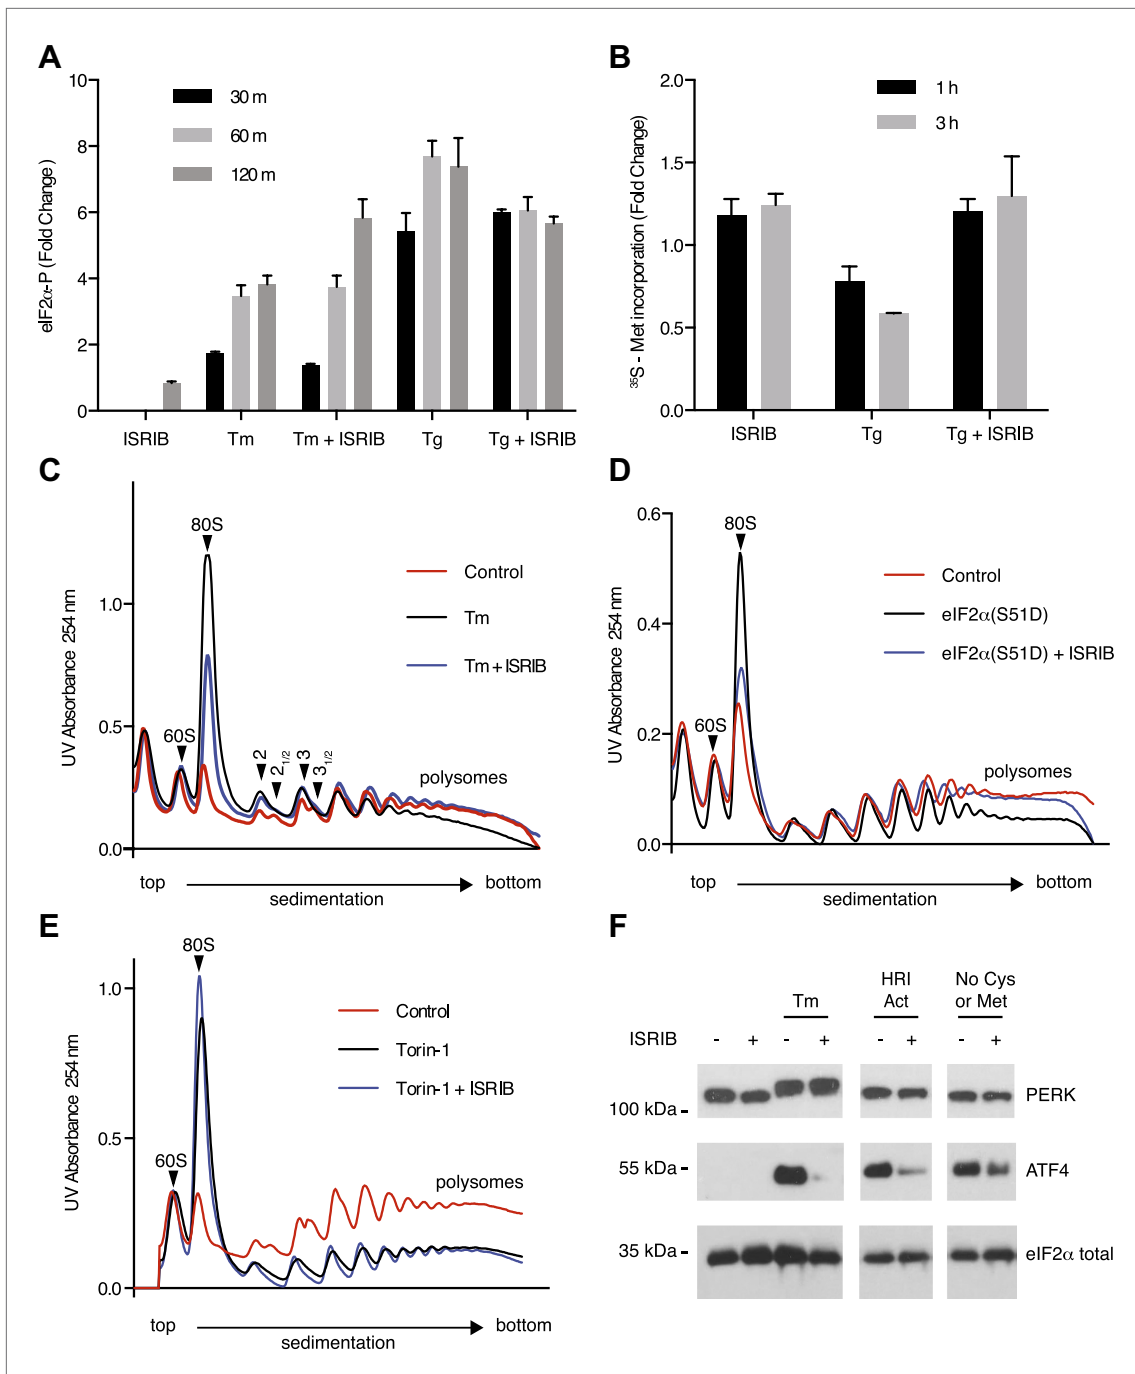 A
10
8
6
4
2
0
eIF2α-P (Fold Change)
30 m
60 m
120 m
ISRIB
Tm
Tm + ISRIB
Tg
Tg + ISRIB
B
2.0
1.5
1.0
0.5
0.0
35S - Met incorporation (Fold Change)
1 h
3 h
ISRIB
Tg
Tg + ISRIB
C
UV Absorbance 254 nm
1.0
0.5
0.0
60S
80S
2
2 1/2
3
3 1/2
Control
Tm
Tm + ISRIB
polysomes
top
sedimentation
bottom
D
UV Absorbance 254 nm
0.6
0.4
0.2
0.0
60S
80S
Control
eIF2α(S51D)
eIF2α(S51D) + ISRIB
polysomes
top
sedimentation
bottom
E
UV Absorbance 254 nm
1.0
0.5
0.0
60S
80S
Control
Torin-1
Torin-1 + ISRIB
polysomes
top
sedimentation
bottom
F
Tm
HRI
Act
No Cys
or Met
ISRIB - + - + - + - +
100 kDa
PERK
55 kDa
ATF4
35 kDa
eIF2α total